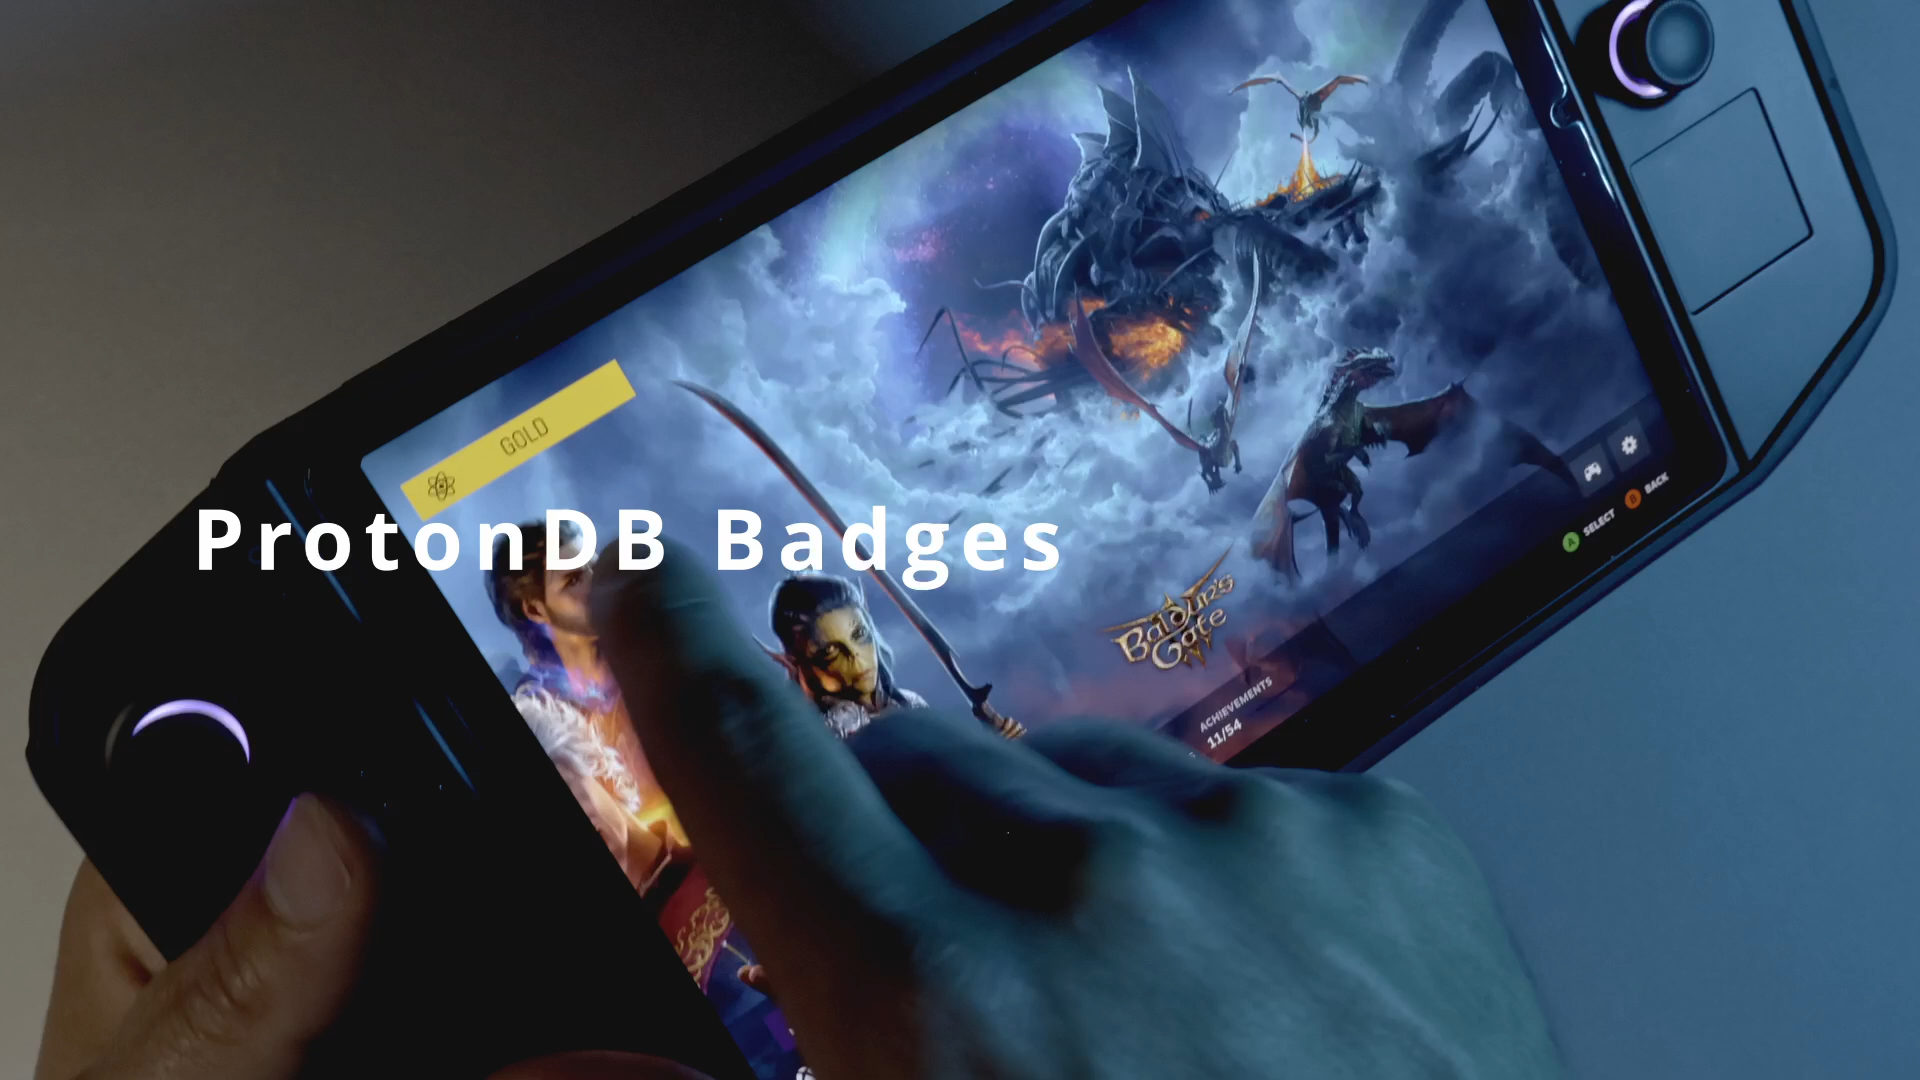 GOLD
ProtonDB Badges
Baldur's
Gate
ACHIEVEMENTS
11/54
A SELECT
B BACK